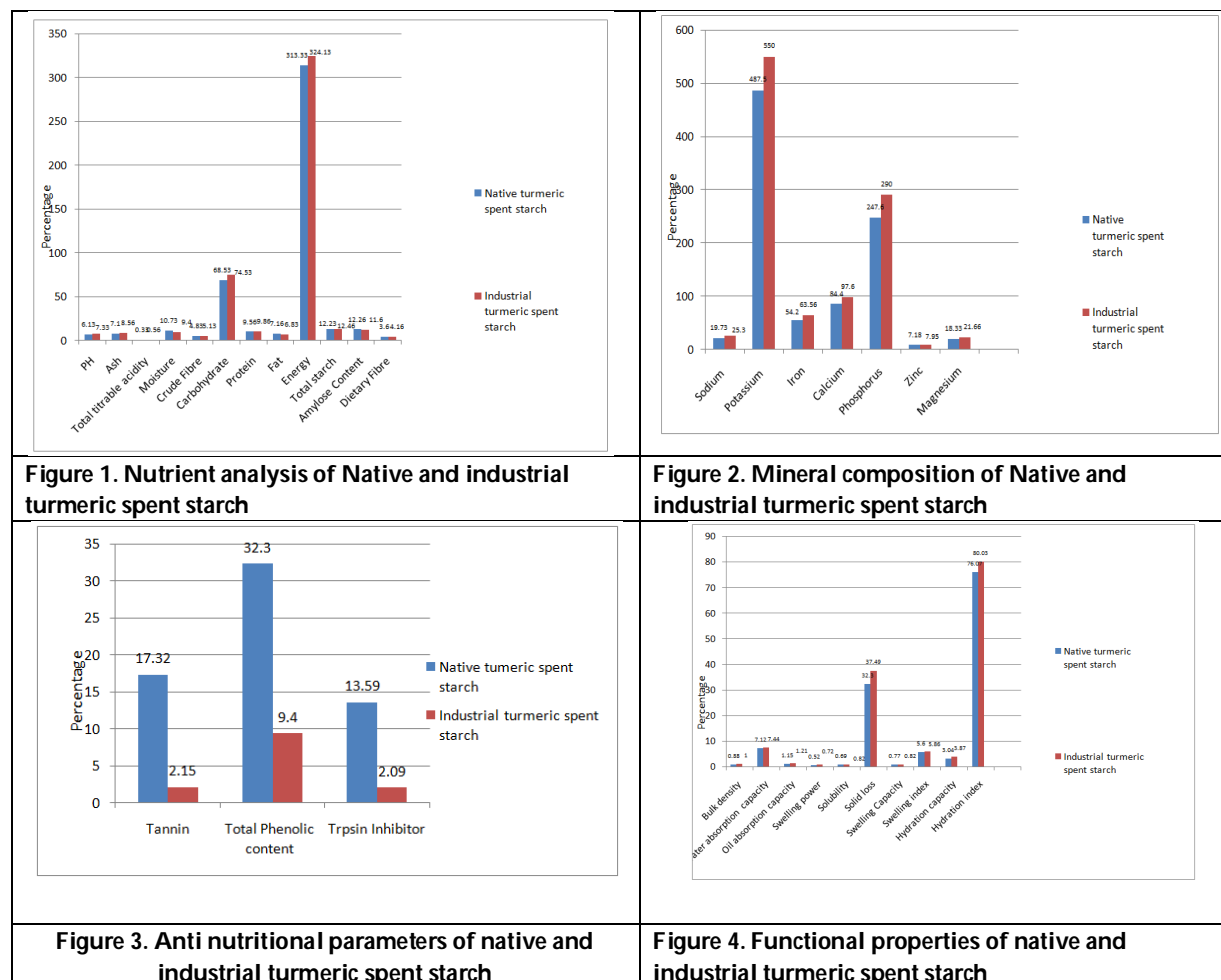 350
300
250
200
150
100
50
0
Percentage
6.13
7.33
7.1
8.56
0.33
0.56
10.73
9.4
4.83
5.13
68.53
74.53
9.56
9.86
7.16
6.83
313.33
324.13
12.23
12.46
12.26
11.6
3.6
4.16
PH
Ash
Total titrable acidity
Moisture
Crude Fibre
Carbohydrate
Protein
Fat
Energy
Total starch
Amylose Content
Dietary Fibre
Native turmeric
spent starch
Industrial
turmeric spent
starch
Figure 1. Nutrient analysis of Native and industrial
turmeric spent starch
600
500
400
300
200
100
0
Percentage
19.73
25.3
487.5
550
54.2
63.56
84.4
97.6
247.6
290
7.18
7.95
18.33
21.66
Sodium
Potassium
Iron
Calcium
Phosphorus
Zinc
Magnesium
Native
turmeric spent
starch
Industrial
turmeric spent
starch
Figure 2. Mineral composition of Native and
industrial turmeric spent starch
35
30
25
20
15
10
5
0
Percentage
17.32
2.15
32.3
9.4
13.59
2.09
Tannin
Total Phenolic
content
Trpsin Inhibitor
Native tumeric spent
starch
Industrial turmeric spent
starch
Figure 3. Anti nutritional parameters of native and
industrial turmeric spent starch
90
80
70
60
50
40
30
20
10
0
Percentage
0.88
1
7.12
7.44
1.15
1.21
0.52
0.72
0.69
0.82
32.3
37.49
0.77
0.82
5.6
5.86
3.04
3.87
76.07
80.03
Bulk density
ater absorption capacity
Oil absorption capacity
Swelling power
Solubility
Solid loss
Swelling Capacity
Swelling index
Hydration capacity
Hydration index
Native turmeric
spent starch
Industrial turmeric
spent starch
Figure 4. Functional properties of native and
industrial turmeric spent starch